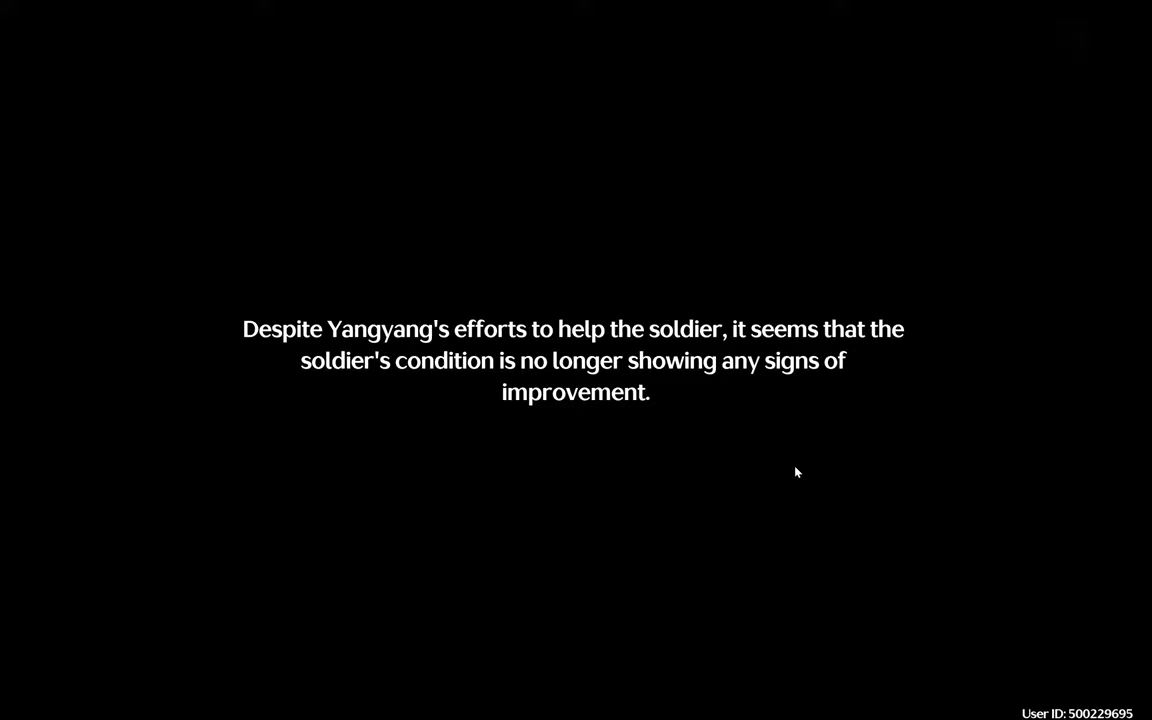 Despite Yangyang's efforts to help the soldier, it seems that the
soldier's condition is no longer showing any signs of
improvement.
User ID: 500229695